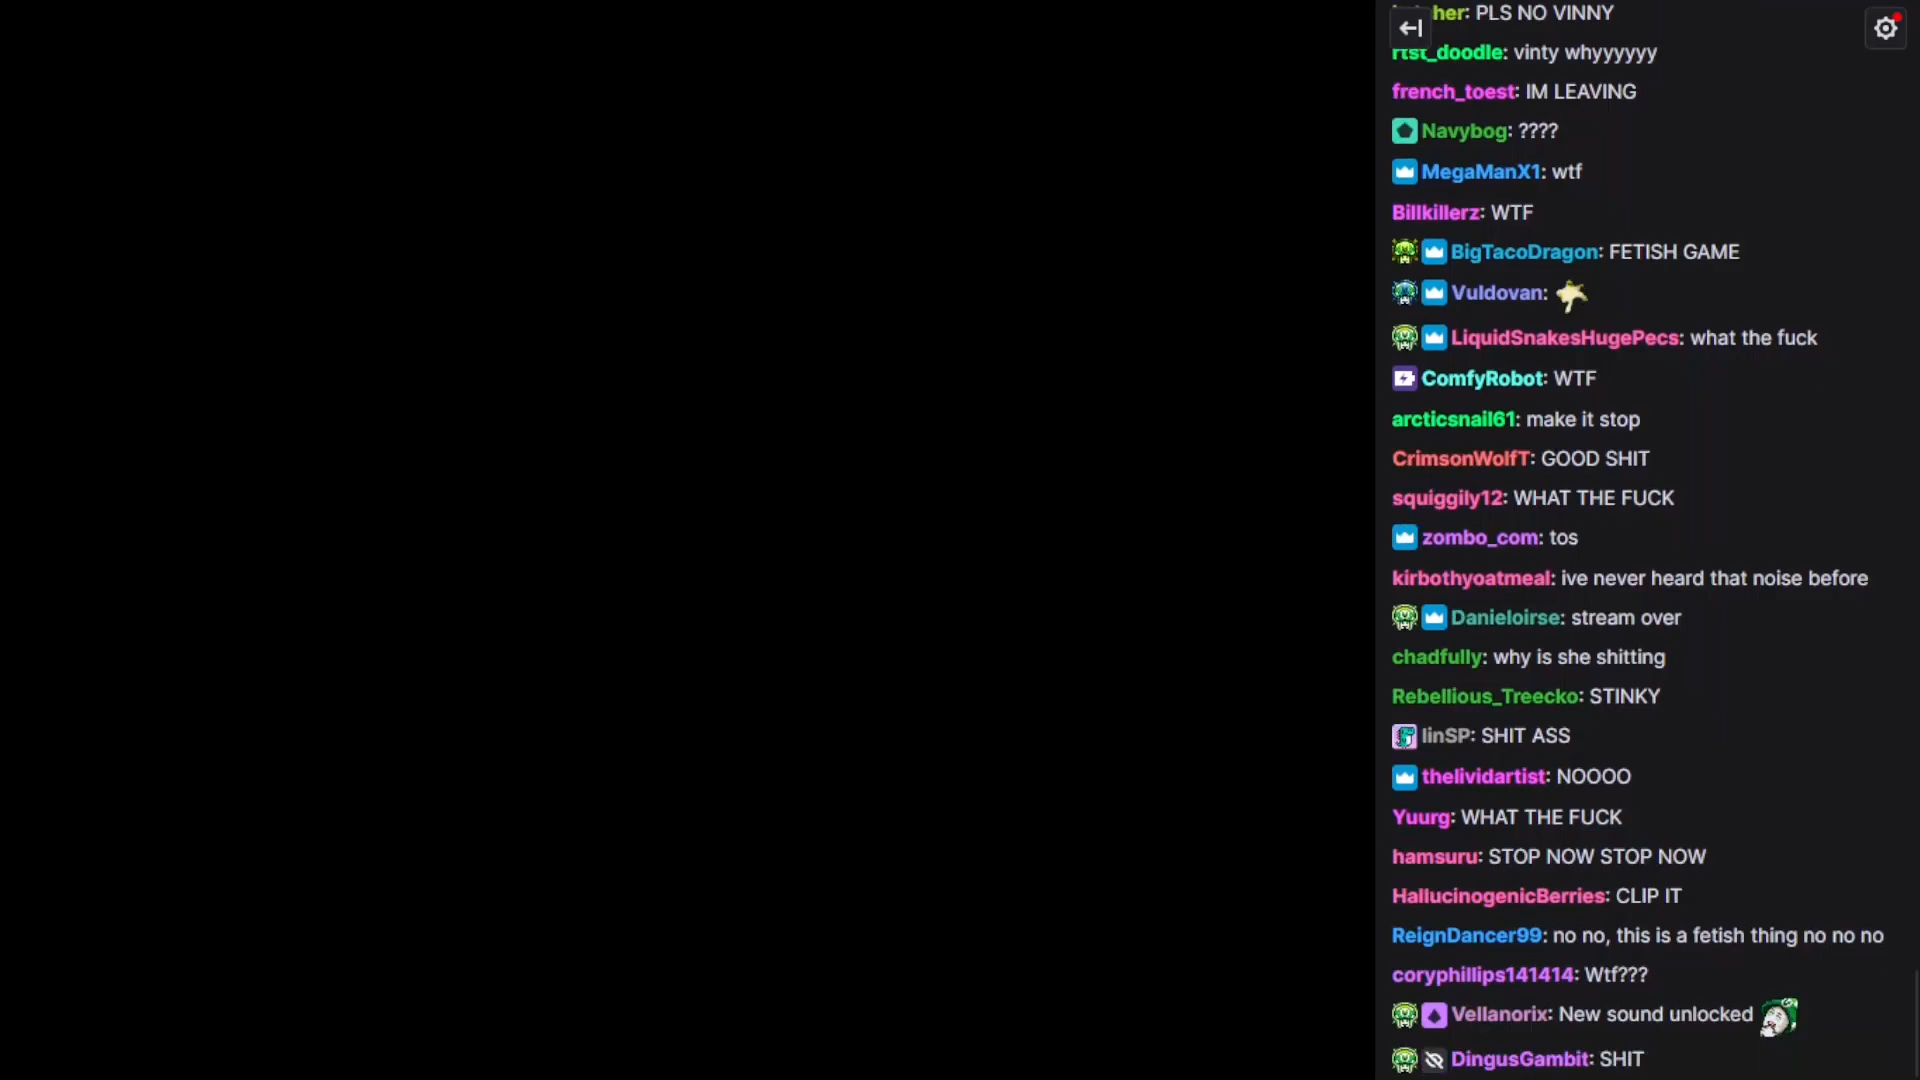 her: PLS NO VINNY
rtst_doodle: vinty whyyyyyy
french_toest: IM LEAVING
Navybog: ????
MegaManX1: wtf
Billkillerz: WTF
BigTacoDragon: FETISH GAME
Vuldovan:
LiquidSnakesHugePecs: what the fuck
ComfyRobot: WTF
arcticsnail61: make it stop
CrimsonWolfT: GOOD SHIT
squiggily12: WHAT THE FUCK
zombo_com: tos
kirbothyoatmeal: ive never heard that noise before
Danieloirse: stream over
chadfully: why is she shitting
Rebellious_Treecko: STINKY
linSP: SHIT ASS
thelividartist: NOOOO
Yuurg: WHAT THE FUCK
hamsuru: STOP NOW STOP NOW
HallucinogenicBerries: CLIP IT
ReignDancer99: no no, this is a fetish thing no no no
coryphillips141414: Wtf???
Vellanorix: New sound unlocked
DingusGambit: SHIT